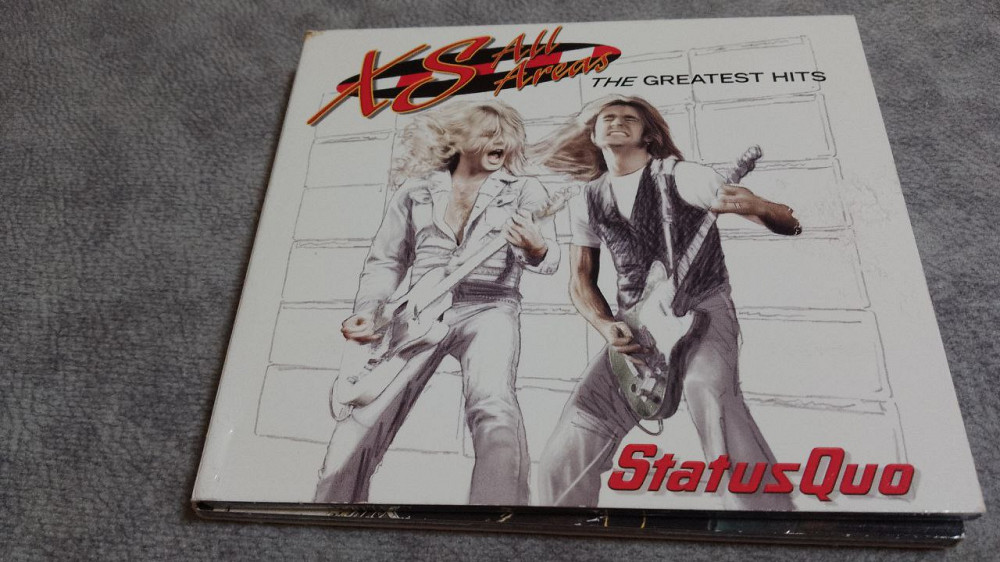 XS All Areas
THE GREATEST HITS
StatusQuo